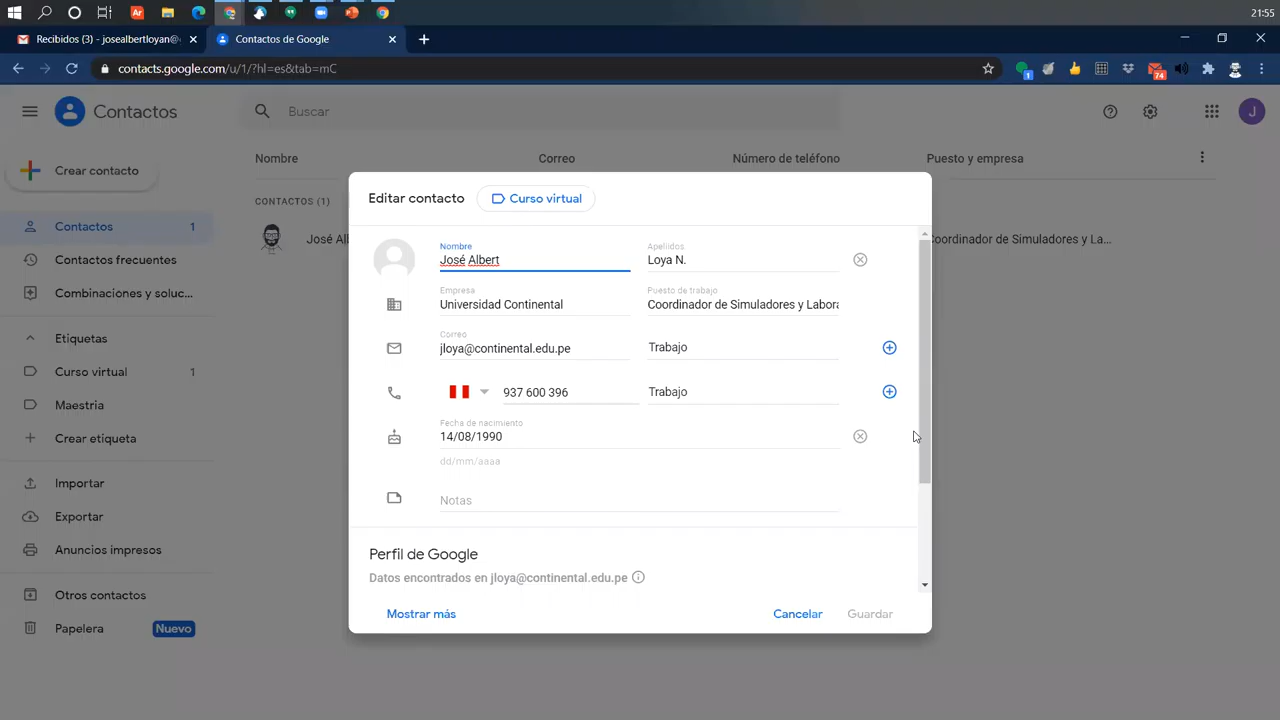 21:55
Recibidos (3) - josealbertloyan@
Contactos de Google
contacts.google.com/u/1/?hl=es&tab=mC
1
74
Contactos
Buscar
J
Crear contacto
Nombre
Correo
Número de teléfono
Puesto y empresa
CONTACTOS (1)
Contactos
1
José Al
Coordinador de Simuladores y La...
Contactos frecuentes
Combinaciones y soluc...
Etiquetas
Curso virtual
1
Maestria
Crear etiqueta
Importar
Exportar
Anuncios impresos
Otros contactos
Papelera
Nuevo
Editar contacto
Curso virtual
Nombre
José Albert
Apellidos
Loya N.
Empresa
Universidad Continental
Puesto de trabajo
Coordinador de Simuladores y Labora
Correo
jloya@continental.edu.pe
Trabajo
937 600 396
Trabajo
Fecha de nacimiento
14/08/1990
dd/mm/aaaa
Notas
Perfil de Google
Datos encontrados en jloya@continental.edu.pe
Mostrar más
Cancelar
Guardar